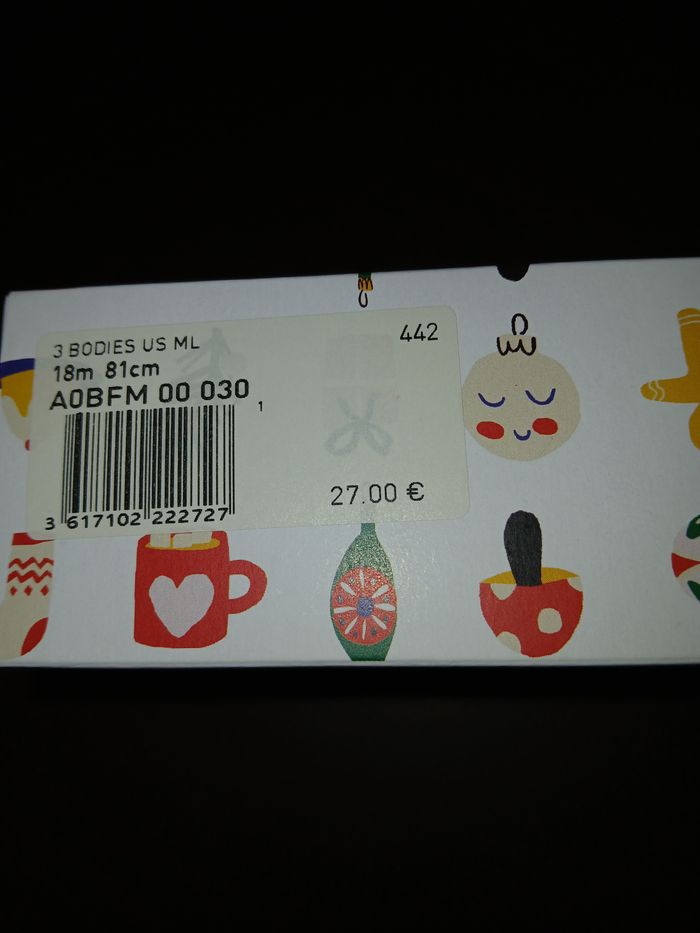 3 BODIES US ML
442
18m 81cm
A0BFM 00 030
1
27.00 €
3 617102 222727